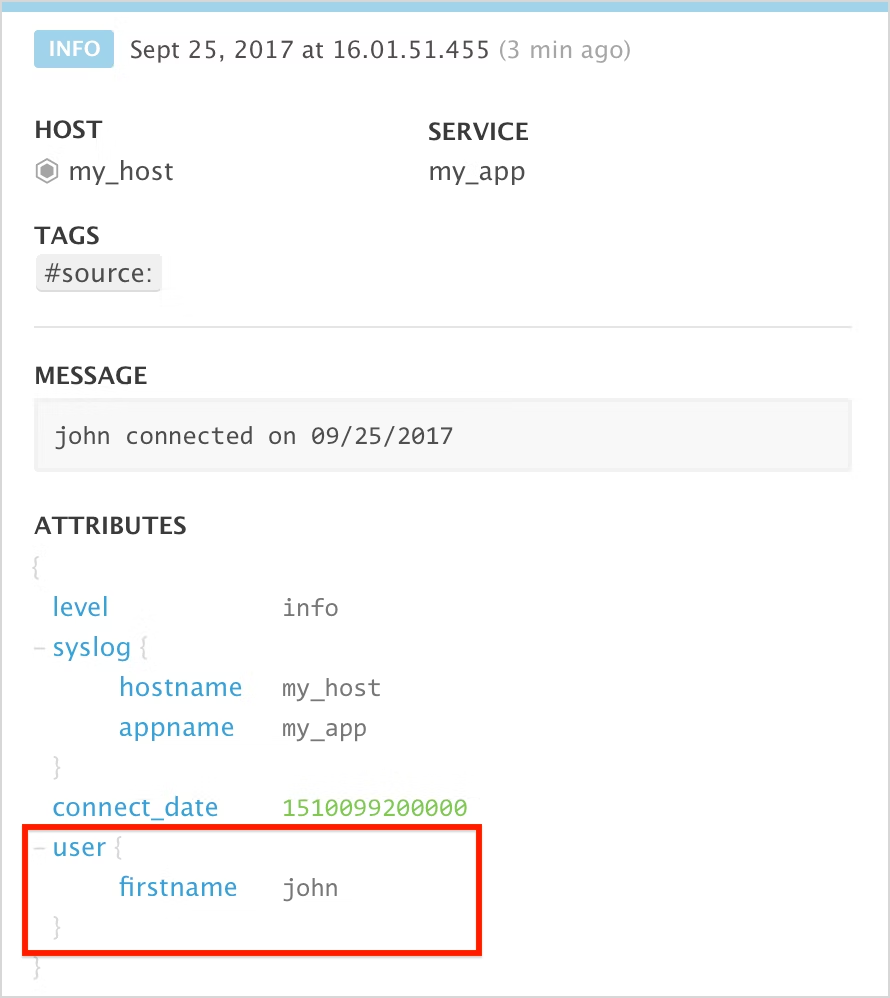 INFO Sept 25, 2017 at 16.01.51.455 (3 min ago)
HOST SERVICE
my_host my_app
TAGS
#source:
MESSAGE
john connected on 09/25/2017
ATTRIBUTES
{
level info
– syslog {
hostname my_host
appname my_app
}
connect_date 1510099200000
– user {
firstname john
}
}